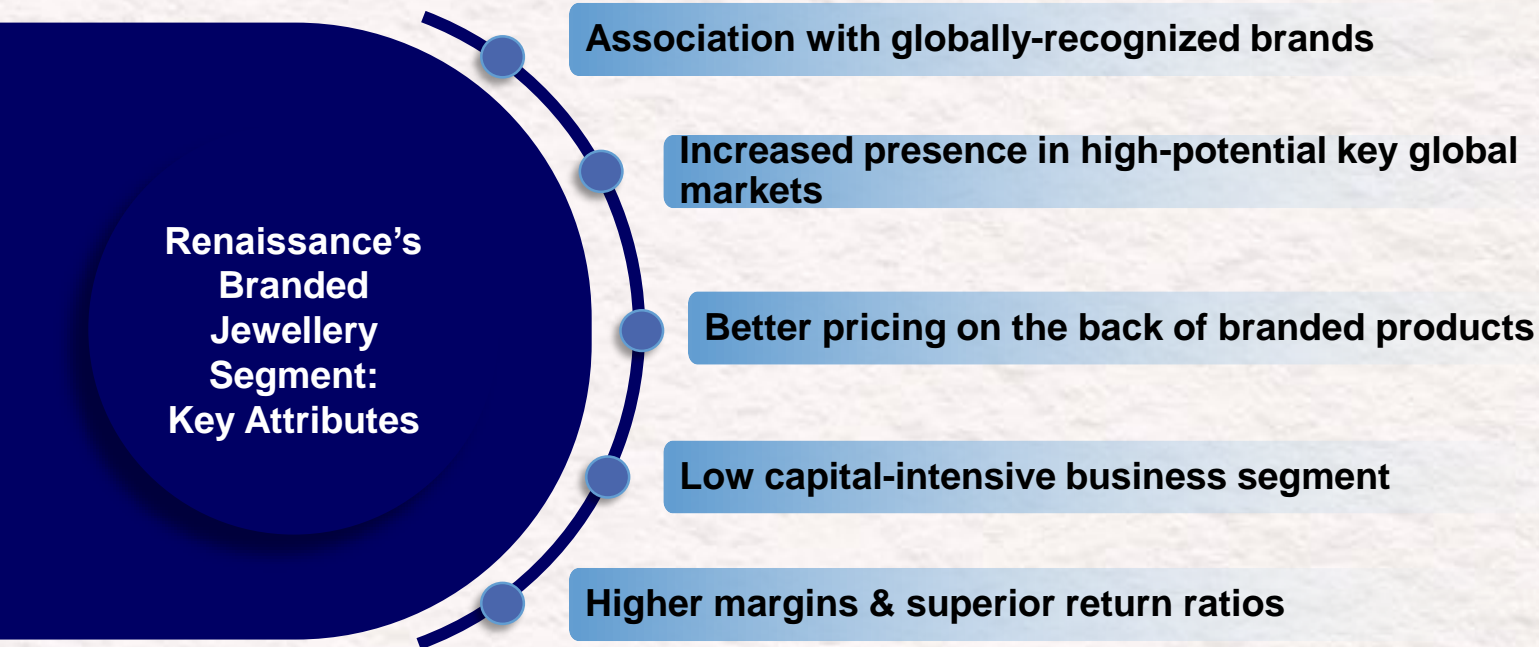 Renaissance’s
Branded
Jewellery
Segment:
Key Attributes
Association with globally-recognized brands
Increased presence in high-potential key global
markets
Better pricing on the back of branded products
Low capital-intensive business segment
Higher margins & superior return ratios